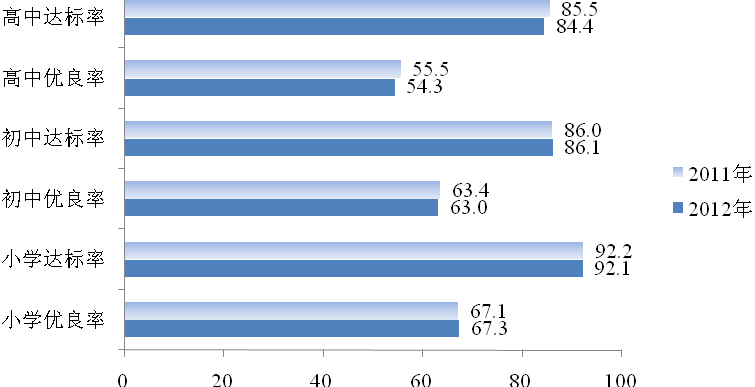 高中达标率 85.5
84.4
高中优良率 55.5
54.3
初中达标率 86.0
86.1
初中优良率 63.4
63.0
小学达标率 92.2
92.1
小学优良率 67.1
67.3
2011年
2012年
0 20 40 60 80 100